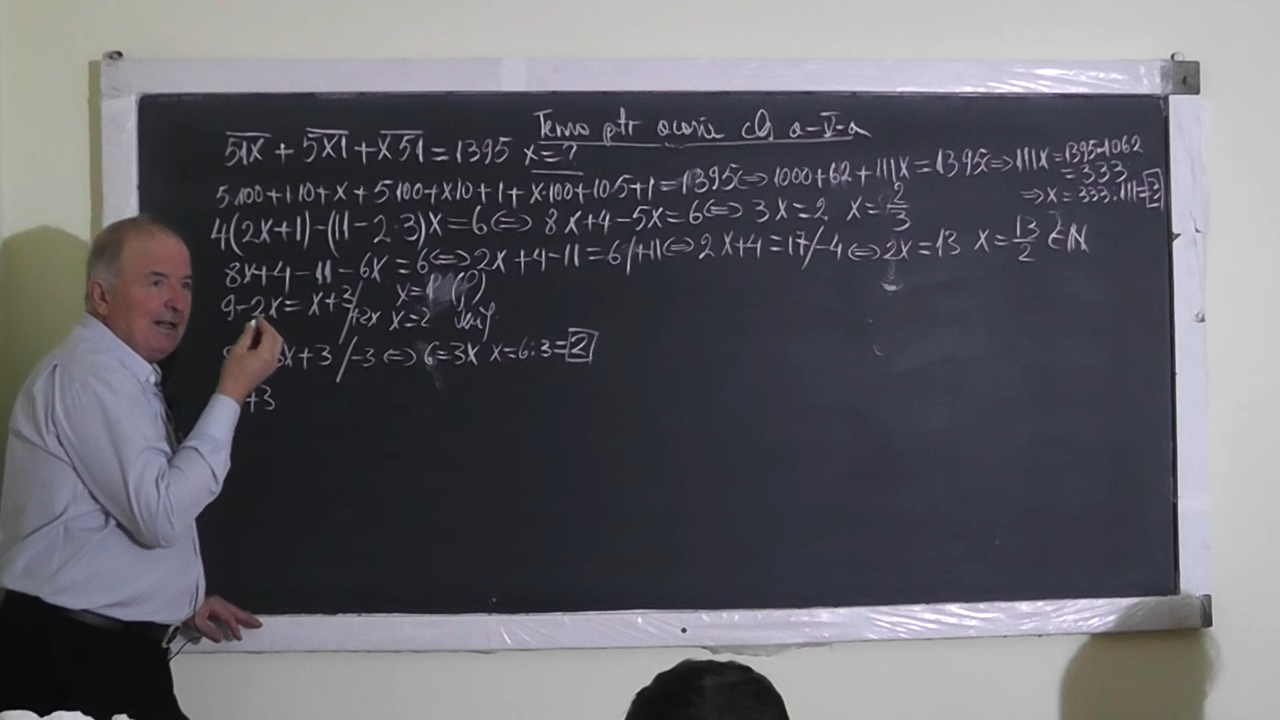 Temă ptr acasă cls a-V-a
51x + 5x1 + x51 = 1395 x = ?
5·100+1·10+x+5·100+x·10+1+x·100+10·5+1=1395⇔1000+62+111x=1395⇒111x=1395-1062
=333
⇒x=333:111=3
4(2x+1)-(11-2·3)x=6⇔8x+4-5x=6⇔3x=2 x=2/3
8x+4-11-6x=6⇔2x+4-11=6/+11⇔2x+4=17/-4⇔2x=13 x=13/2 ∉ N
9-2x=x+3/+2x x=1 (f)
x=2
x+3/-3⇔6=3x x=6:3=2
+3